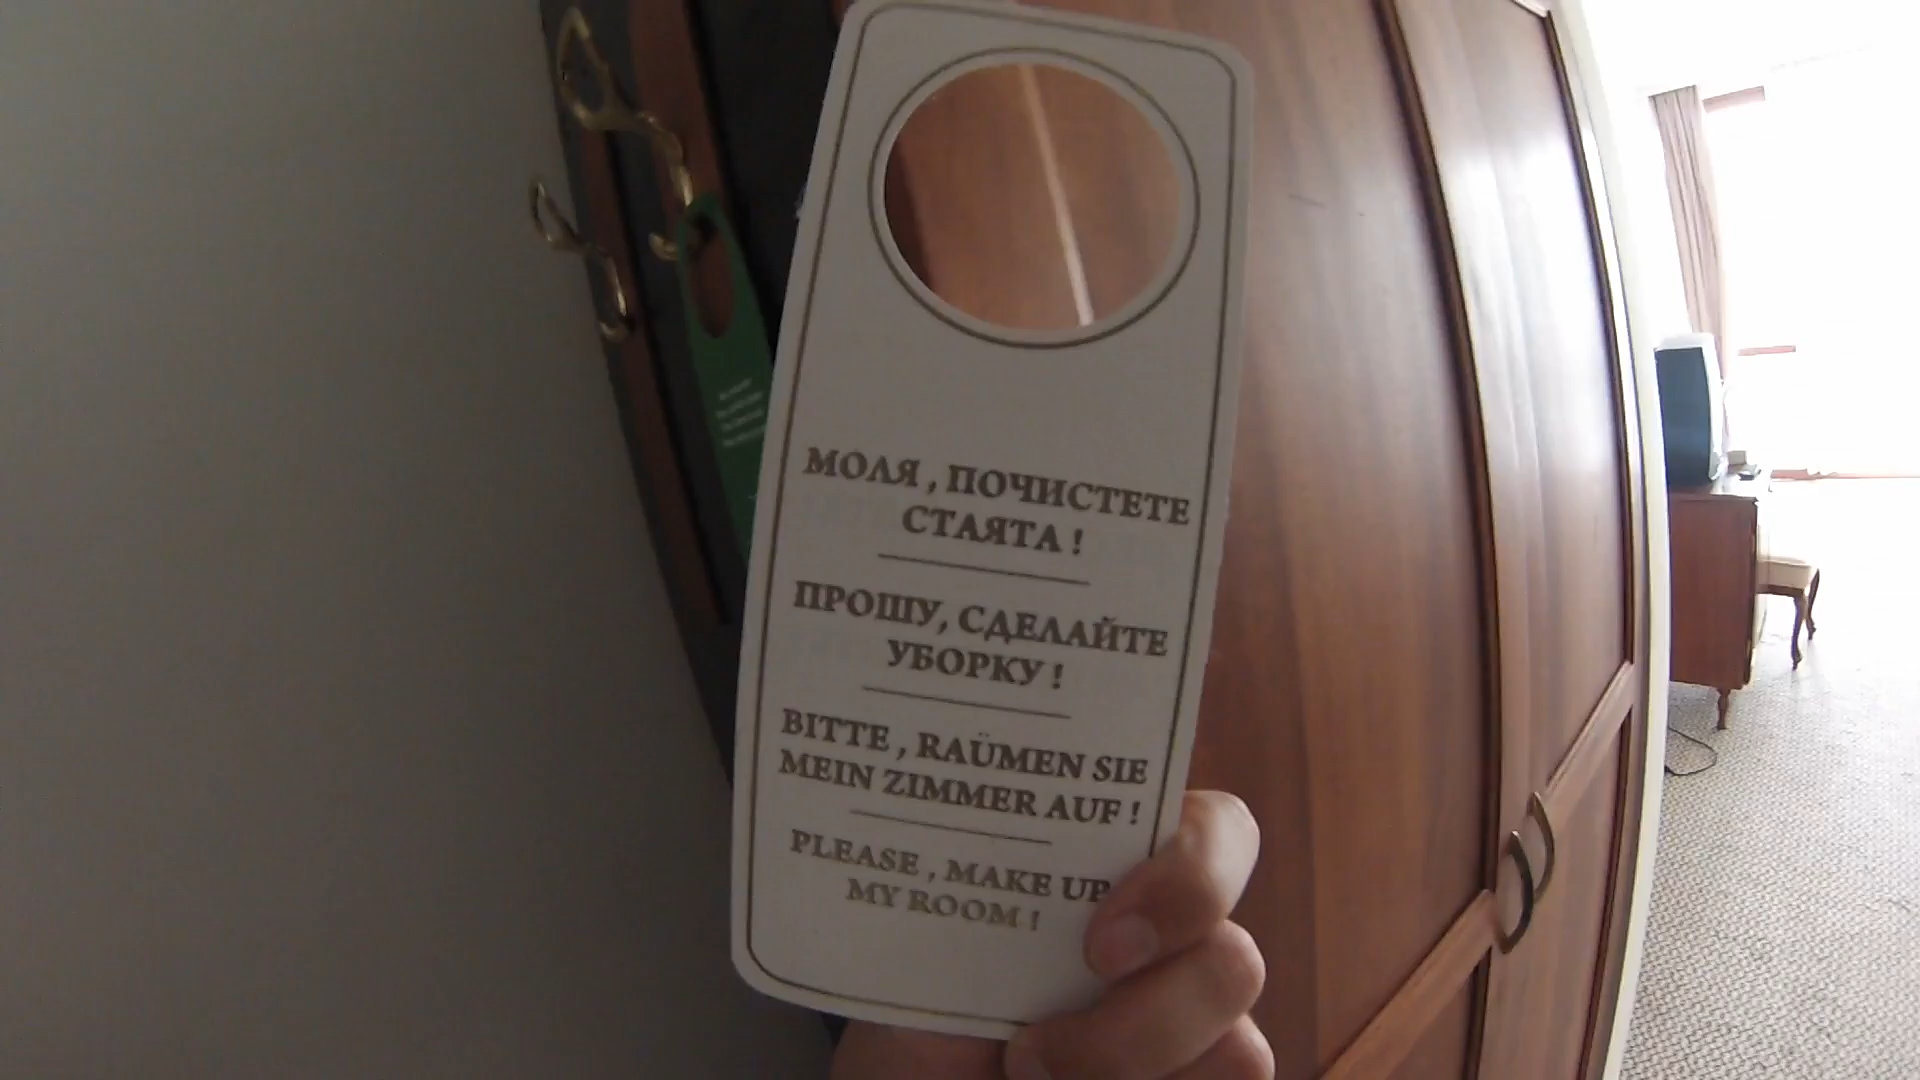 МОЛЯ , ПОЧИСТЕТЕ
СТАЯТА !
ПРОШУ, СДЕЛАЙТЕ
УБОРКУ !
BITTE , RAÜMEN SIE
MEIN ZIMMER AUF !
PLEASE , MAKE UP
MY ROOM !